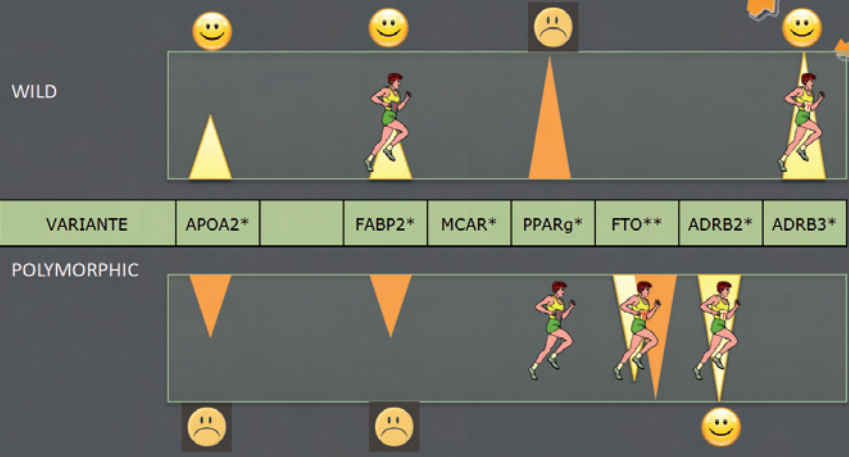 WILD
VARIANTE APOA2* FABP2* MCAR* PPARg* FTO** ADRB2* ADRB3*
POLYMORPHIC